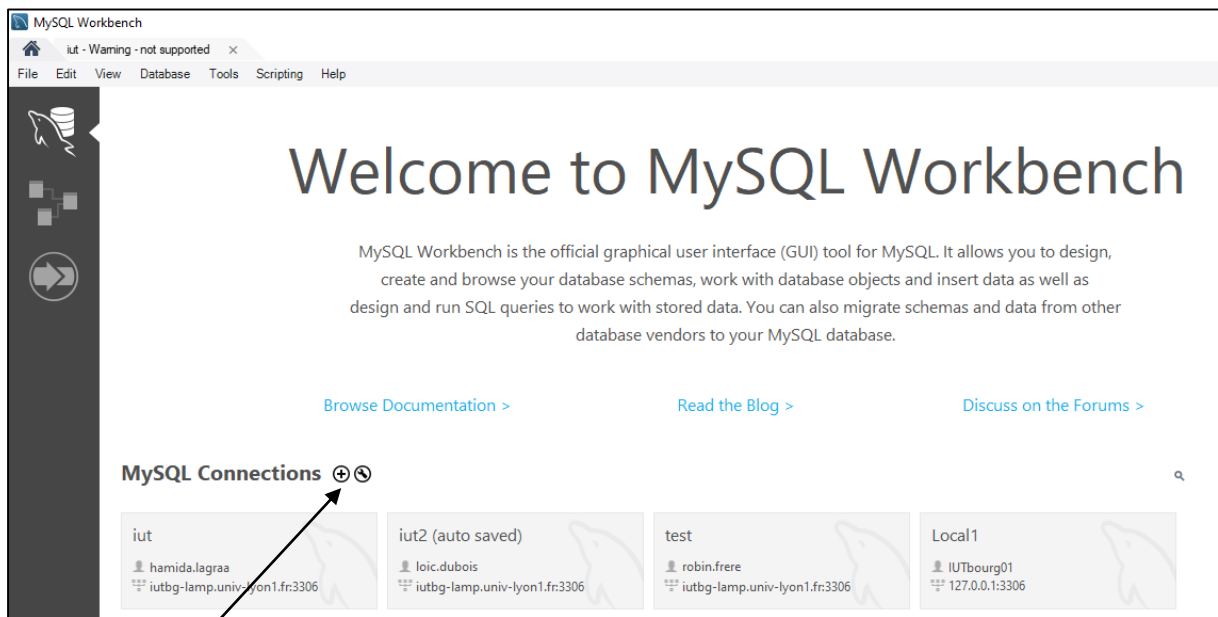 MySQL Workbench
iut - Warning - not supported ×
File Edit View Database Tools Scripting Help
Welcome to MySQL Workbench
MySQL Workbench is the official graphical user interface (GUI) tool for MySQL. It allows you to design,
create and browse your database schemas, work with database objects and insert data as well as
design and run SQL queries to work with stored data. You can also migrate schemas and data from other
database vendors to your MySQL database.
Browse Documentation > Read the Blog > Discuss on the Forums >
MySQL Connections
iut
hamida.lagraa
iutbg-lamp.univ-lyon1.fr:3306
iut2 (auto saved)
loic.dubois
iutbg-lamp.univ-lyon1.fr:3306
test
robin.frere
iutbg-lamp.univ-lyon1.fr:3306
Local1
IUTbourg01
127.0.0.1:3306